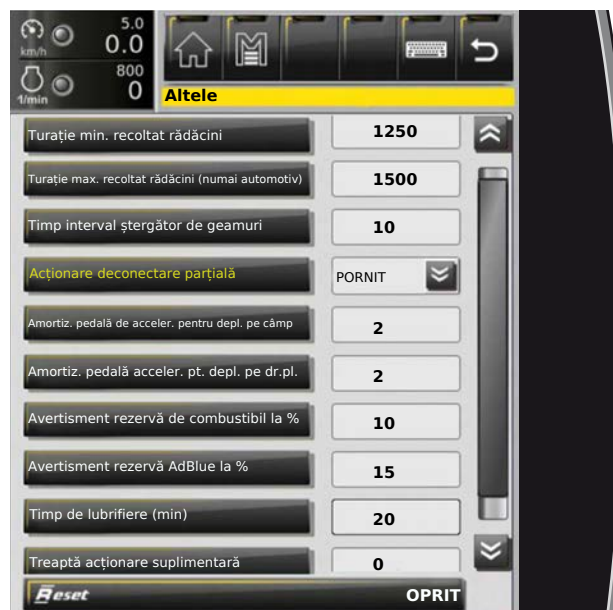 5.0
km/h 0.0
800
1/min 0
Altele
Turație min. recoltat rădăcini 1250
Turație max. recoltat rădăcini (numai automotiv) 1500
Timp interval ștergător de geamuri 10
Acționare deconectare parțială PORNIT
Amortiz. pedală de acceler. pentru depl. pe câmp 2
Amortiz. pedală acceler. pt. depl. pe dr.pl. 2
Avertisment rezervă de combustibil la % 10
Avertisment rezervă AdBlue la % 15
Timp de lubrifiere (min) 20
Treaptă acționare suplimentară 0
Reset OPRIT